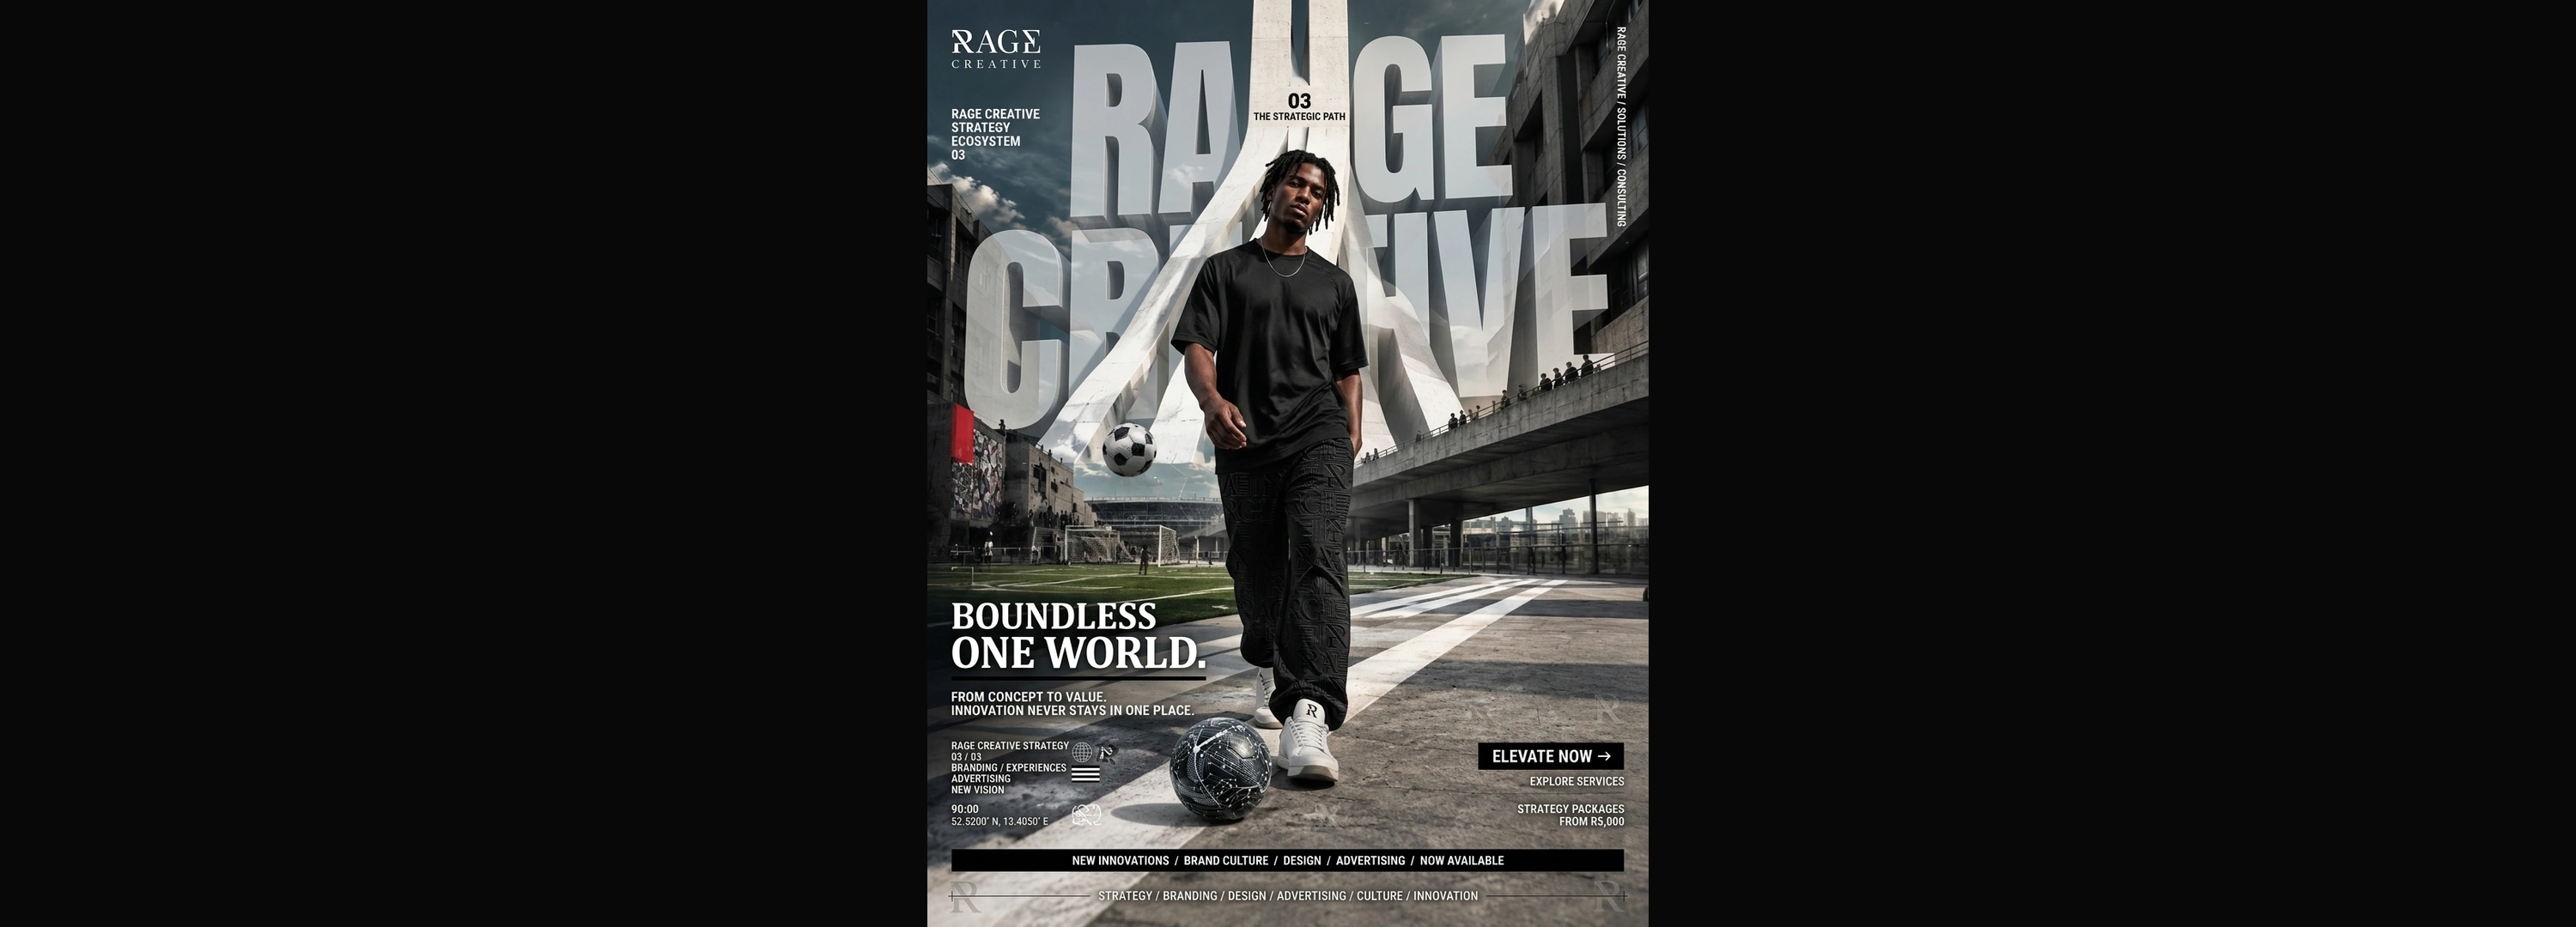 RAGE
CREATIVE
RAGE CREATIVE
STRATEGY
ECOSYSTEM
03
RA GE
03
THE STRATEGIC PATH
RAGE CREATIVE / SOLUTIONS / CONSULTING
BOUNDLESS
ONE WORLD.
FROM CONCEPT TO VALUE.
INNOVATION NEVER STAYS IN ONE PLACE.
RAGE CREATIVE STRATEGY
03 / 03
BRANDING / EXPERIENCES
ADVERTISING
NEW VISION
90:00
52.5200° N, 13.4050° E
R
ELEVATE NOW →
EXPLORE SERVICES
STRATEGY PACKAGES
FROM R5,000
NEW INNOVATIONS / BRAND CULTURE / DESIGN / ADVERTISING / NOW AVAILABLE
R STRATEGY / BRANDING / DESIGN / ADVERTISING / CULTURE / INNOVATION R